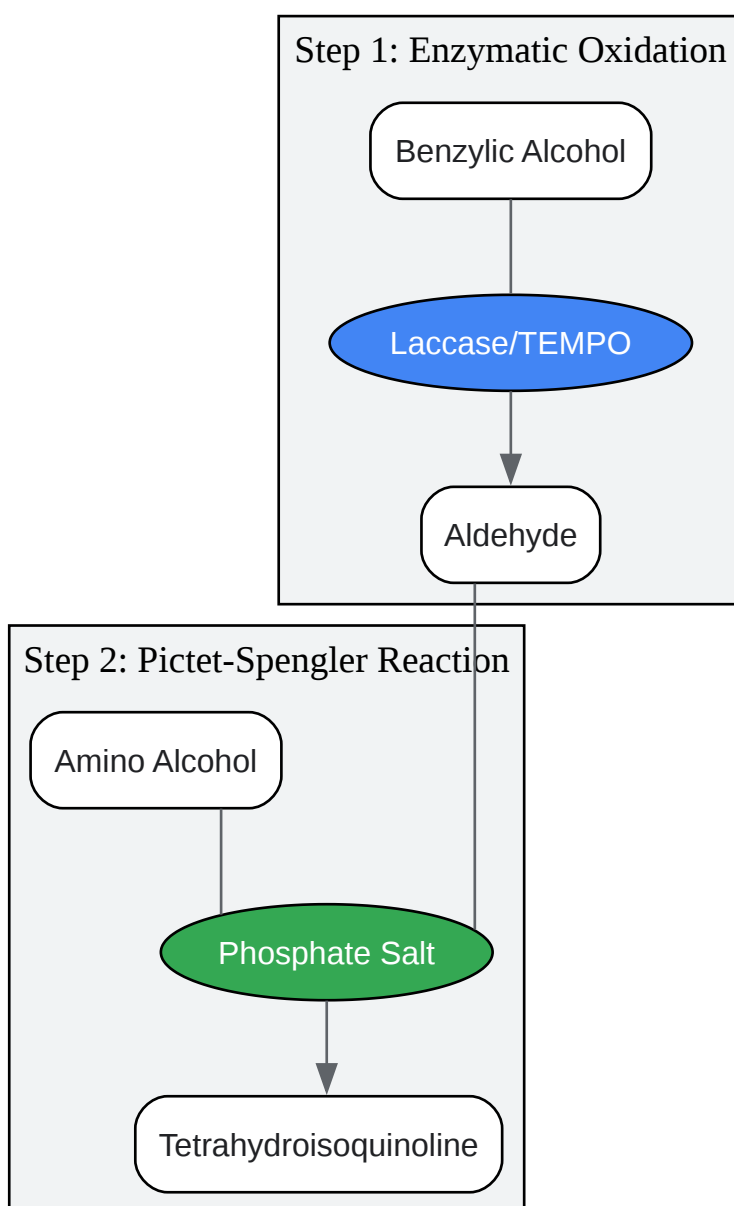 Step 1: Enzymatic Oxidation
Benzylic Alcohol
Laccase/TEMPO
Aldehyde
Step 2: Pictet-Spengler Reaction
Amino Alcohol
Phosphate Salt
Tetrahydroisoquinoline